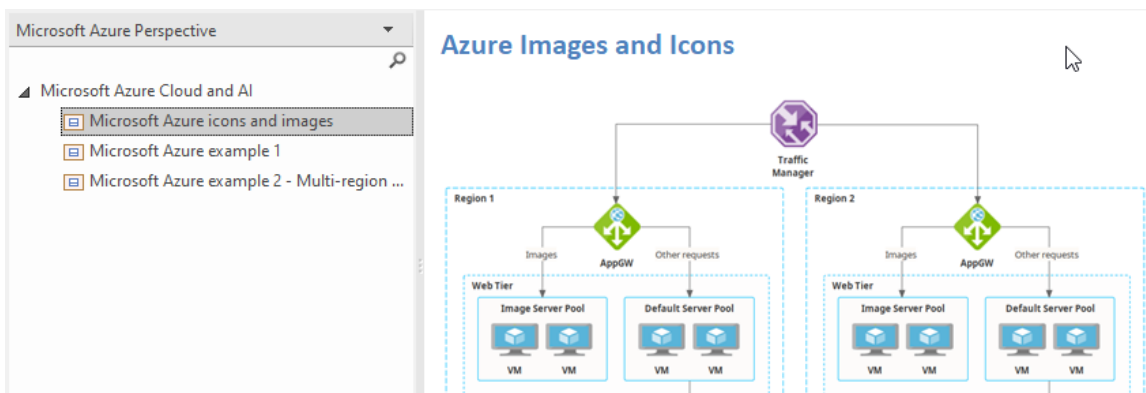 Microsoft Azure Perspective
Microsoft Azure Cloud and AI
Microsoft Azure icons and images
Microsoft Azure example 1
Microsoft Azure example 2 - Multi-region ...
Azure Images and Icons
Traffic
Manager
Region 1
AppGW
Images
Other requests
Web Tier
Image Server Pool
Default Server Pool
VM VM VM VM
Region 2
AppGW
Images
Other requests
Web Tier
Image Server Pool
Default Server Pool
VM VM VM VM